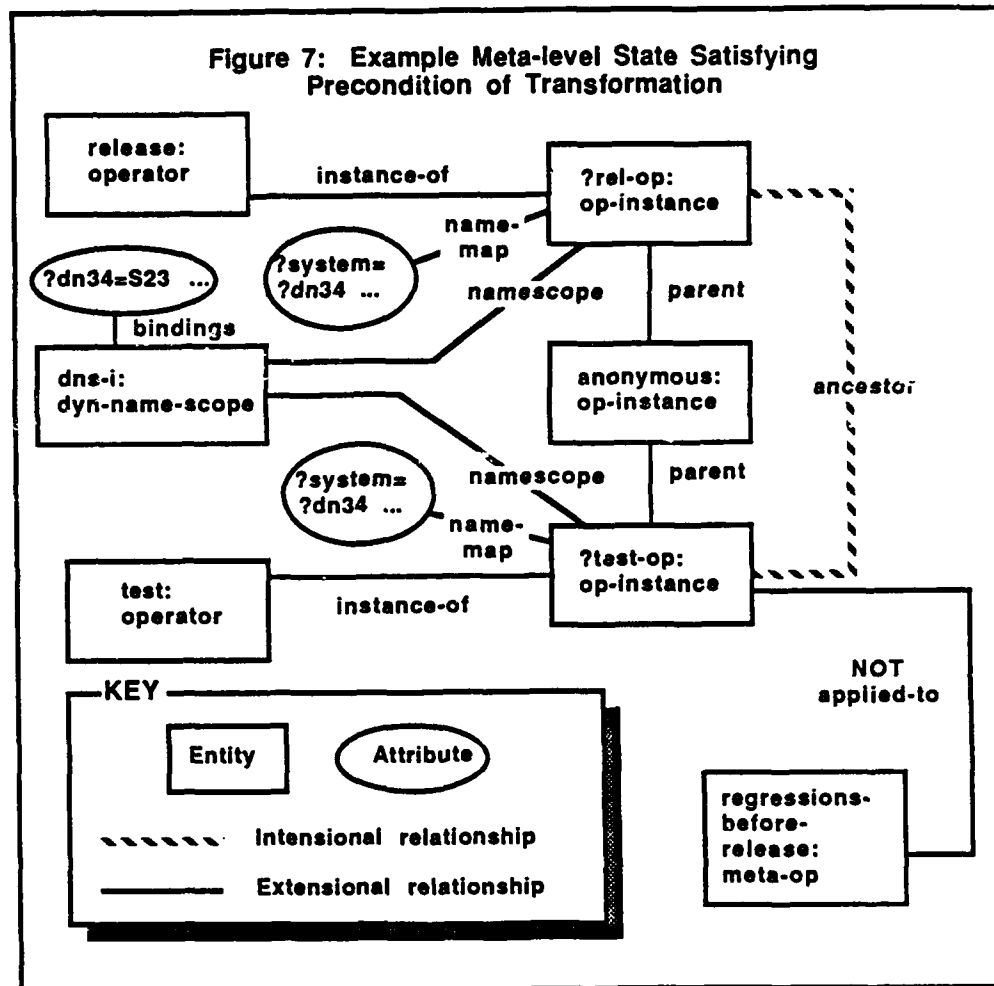 Figure 7: Example Meta-level State Satisfying
Precondition of Transformation
release:
operator
instance-of
?rel-op:
op-instance
name-
map
?system=
?dn34 ...
?dn34=S23 ...
bindings
namescope
parent
dns-i:
dyn-name-scope
anonymous:
op-instance
ancestor
?system=
?dn34 ...
namescope
parent
name-
map
?test-op:
op-instance
test:
operator
instance-of
NOT
applied-to
KEY
Entity
Attribute
Intensional relationship
Extensional relationship
regressions-
before-
release:
meta-op